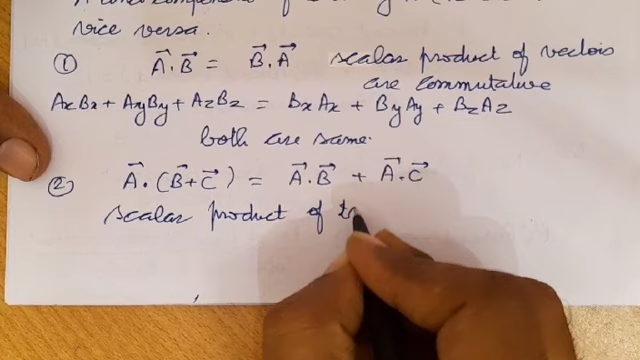 vice versa.
(1) A⃗.B⃗ = B⃗.A⃗ scalar product of vectors
are commutature
AxBx + AyBy + AzBz = BxAx + ByAy + BzAz
both are same.
(2) A⃗.(B⃗+C⃗) = A⃗.B⃗ + A⃗.C⃗
scalar product of